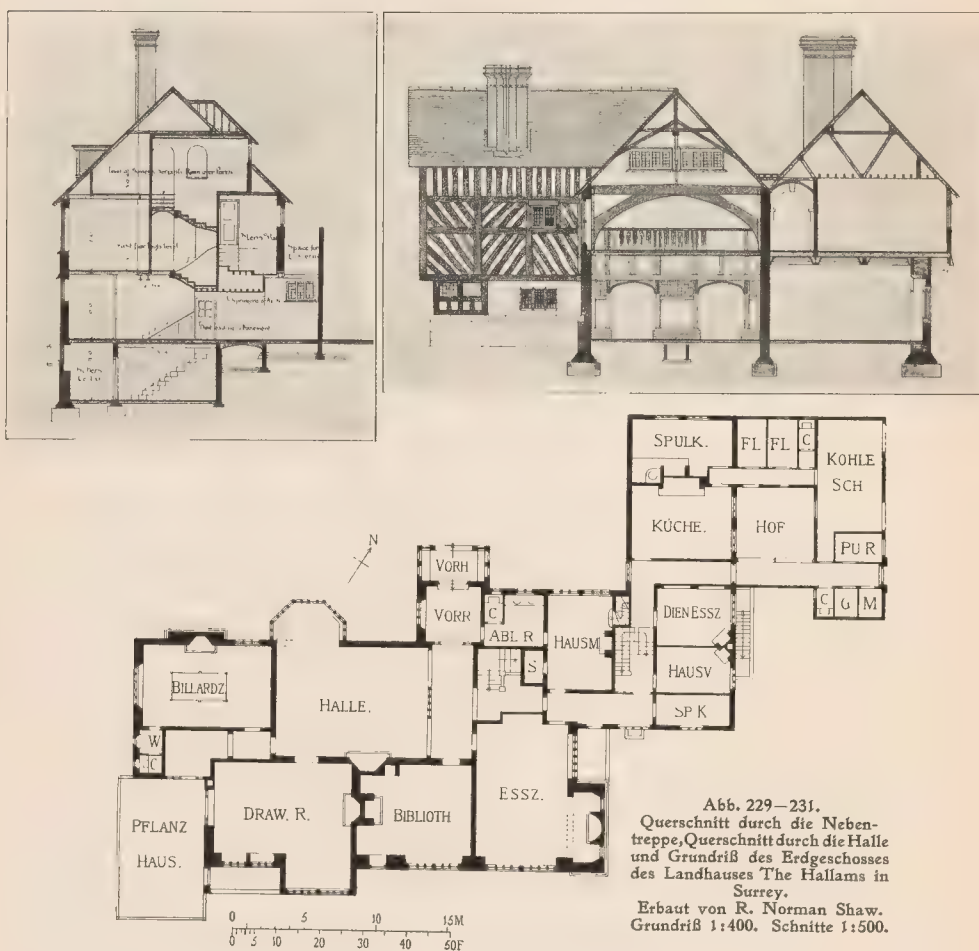 SPULK.
FL
FL
C
KOHLE
SCH
C
KÜCHE.
HOF
PU R
N
VORH
VORR
C
ABL R
HAUSM
S
DIEN ESSZ
HAUSV
SP K
C
G
M
BILLARDZ
HALLE.
W
C
DRAW. R.
BIBLIOTH
ESSZ.
PFLANZ
HAUS.
0 5 10 15M
0 5 10 20 30 40 50F
Abb. 229—231.
Querschnitt durch die Neben-
treppe, Querschnitt durch die Halle
und Grundriß des Erdgeschosses
des Landhauses The Hallams in
Surrey.
Erbaut von R. Norman Shaw.
Grundriß 1:400. Schnitte 1:500.